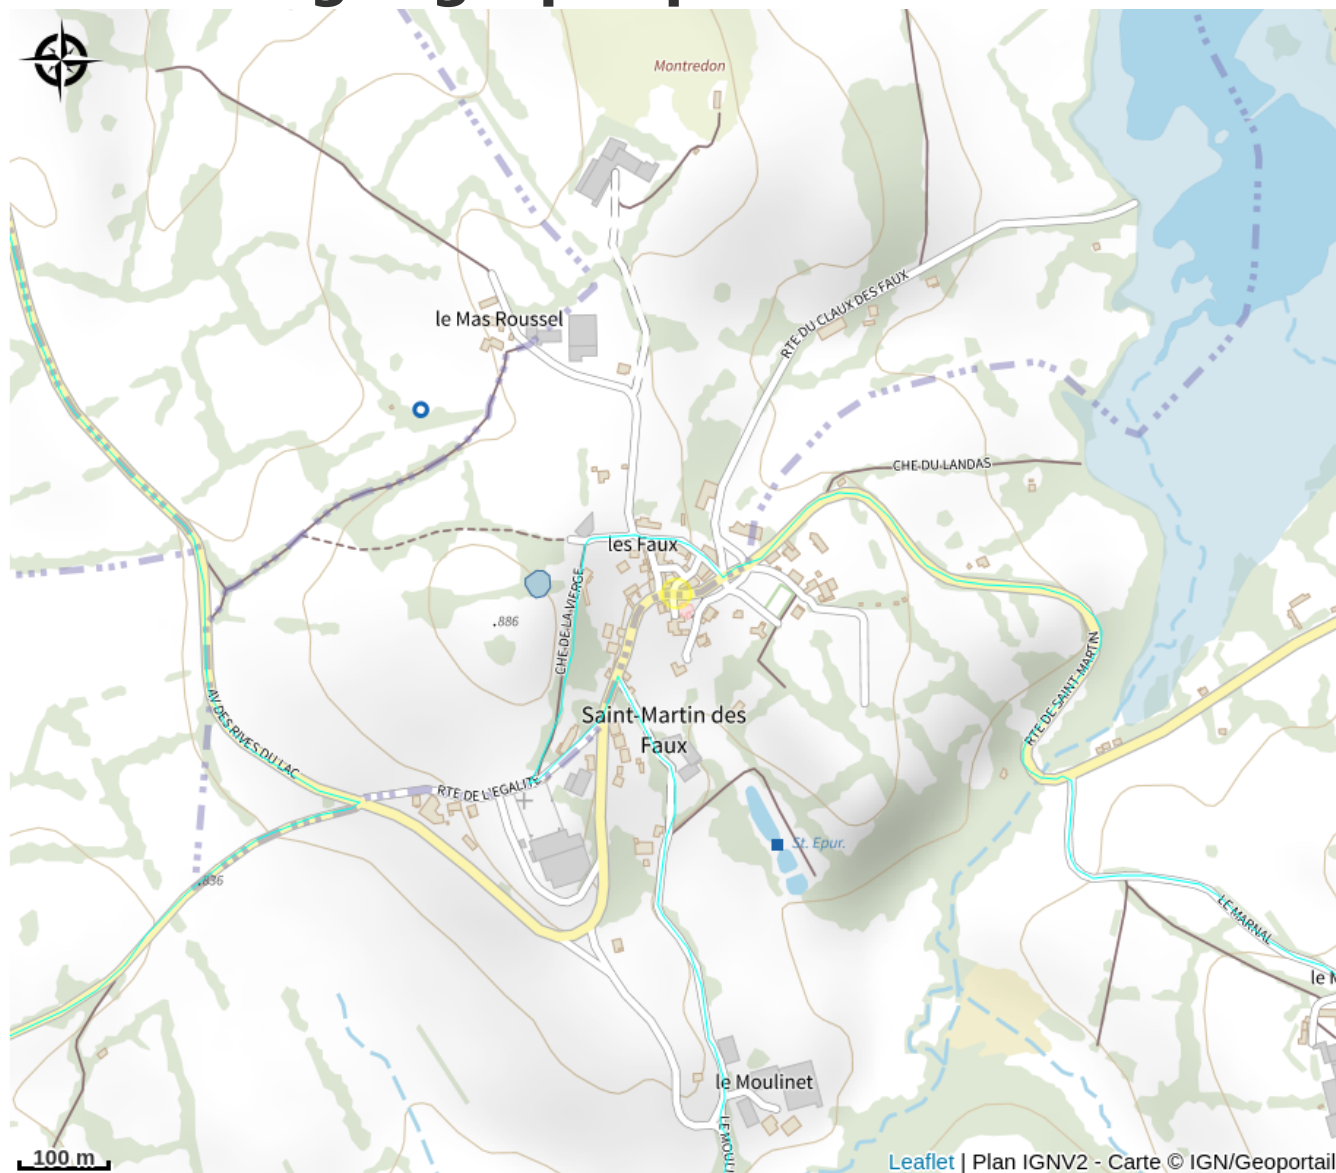 Montredon
le Mas Roussel
RTE DU CLAUX DES FAUX
CHE DU LANDAS
les Faux
CHE DE LA VIERGE
.886
RTE DE SAINT-MARTIN
Saint-Martin des
Faux
AV DES RIVES DU LAC
RTE DE L'EGALITE
St. Epur.
.836
LE MARNAL
le Moulinet
100 m
Leaflet | Plan IGNV2 - Carte © IGN/Geoportail